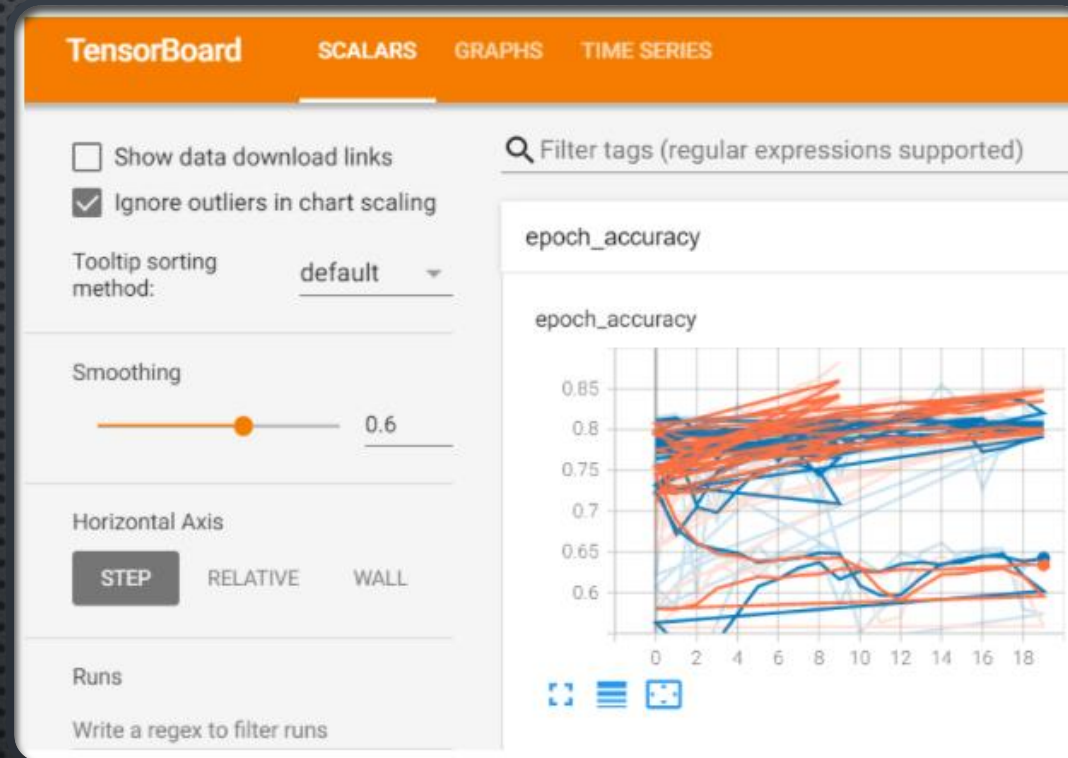 TensorBoard SCALARS GRAPHS TIME SERIES
Show data download links
Ignore outliers in chart scaling
Tooltip sorting
method:
default
Smoothing
0.6
Horizontal Axis
STEP RELATIVE WALL
Runs
Write a regex to filter runs
Filter tags (regular expressions supported)
epoch_accuracy
epoch_accuracy
0.85
0.8
0.75
0.7
0.65
0.6
0 2 4 6 8 10 12 14 16 18